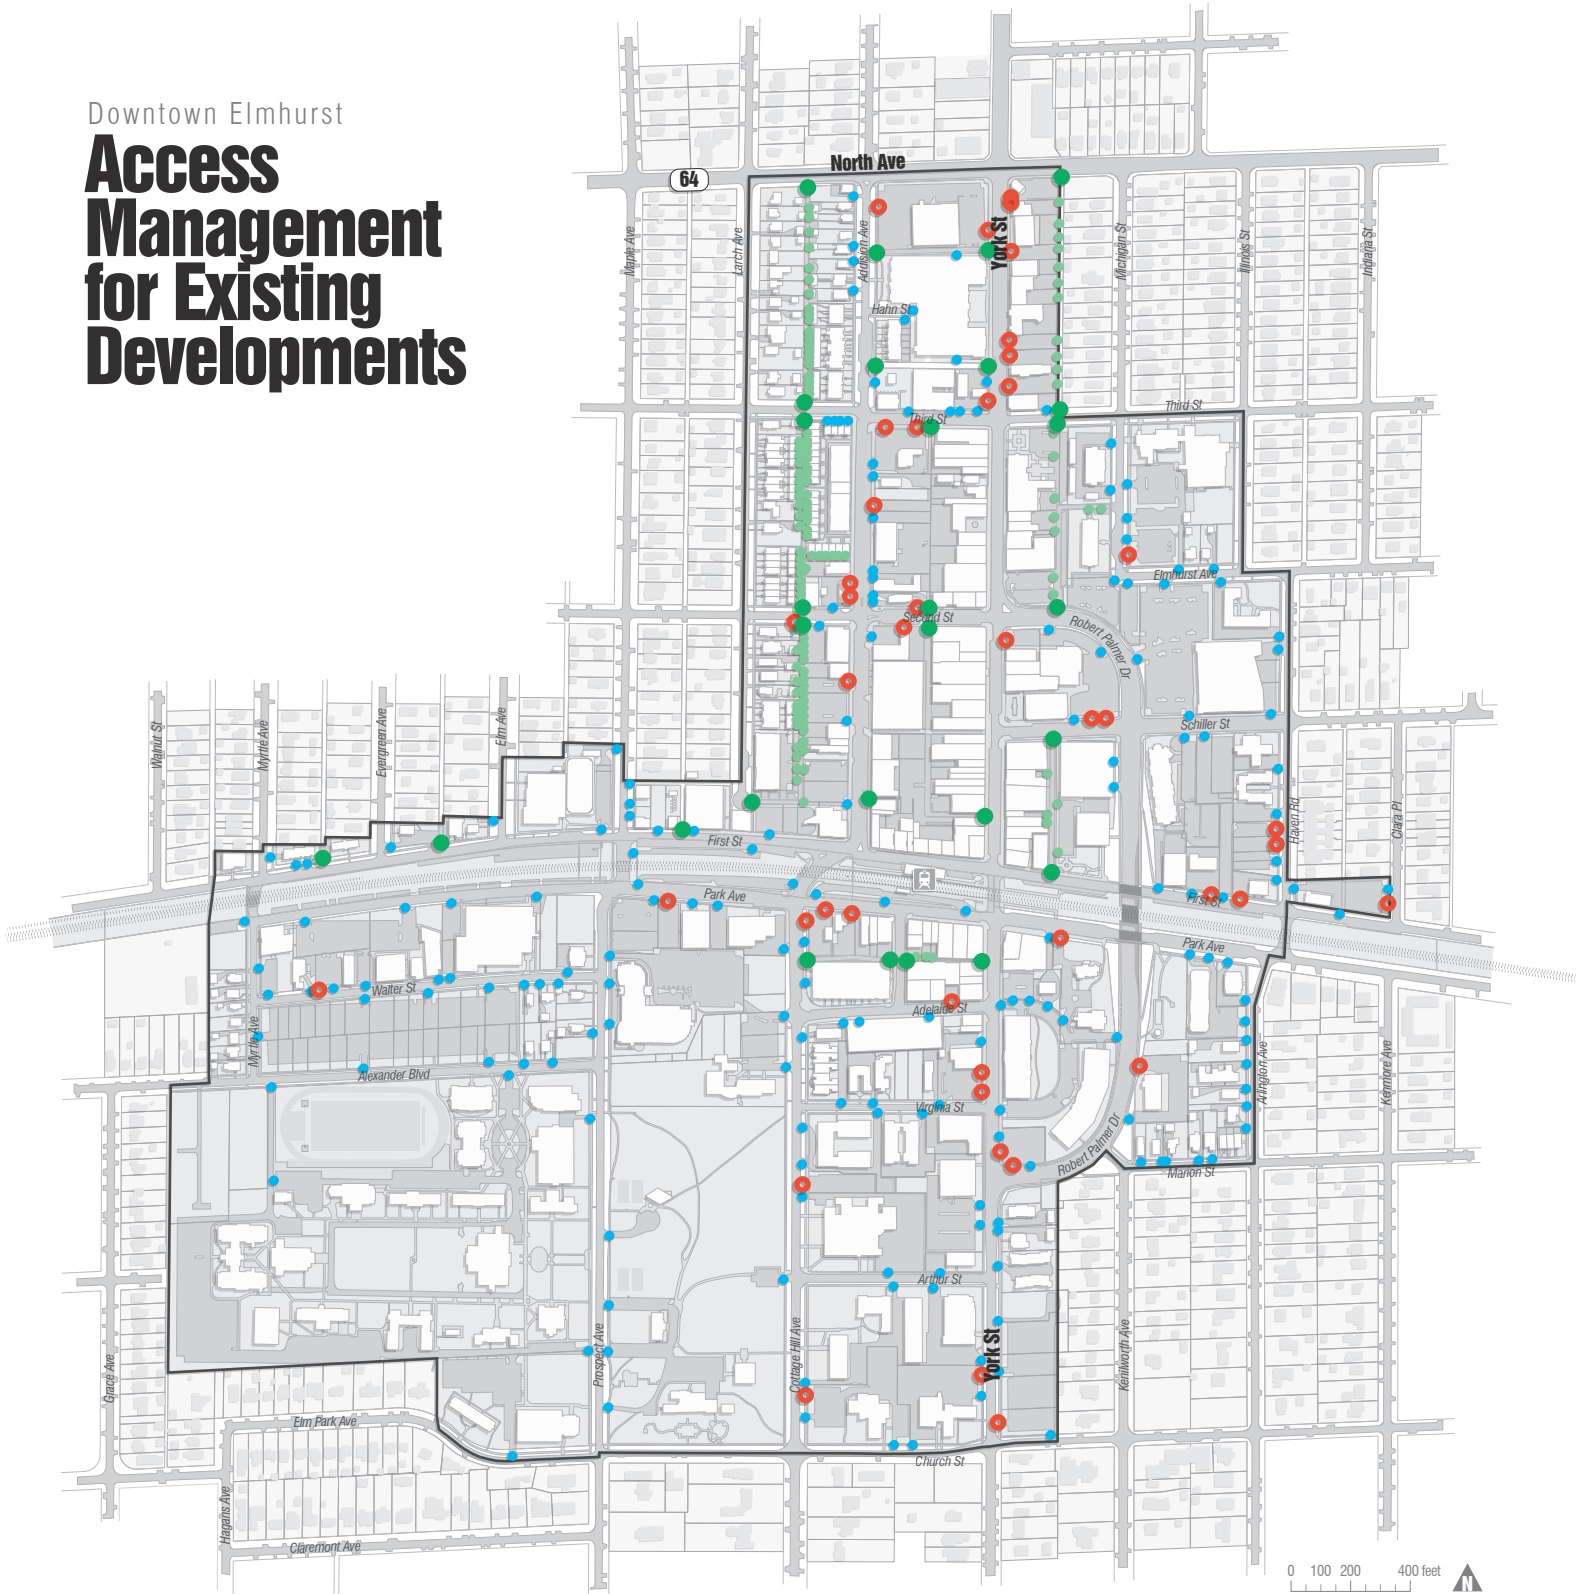 Downtown Elmhurst
Access
Management
for Existing
Developments
North Ave
64
York St
Maple Ave
Larch Ave
Addision Ave
Michigan St
Illinois St
Indiana St
Hahn St
Third St
Third St
Elmhurst Ave
Second St
Robert Palmer Dr
Schiller St
Walnut St
Myrtle Ave
Evergreen Ave
Elm Ave
First St
Haven Rd
Clara Pl
Park Ave
First St
Park Ave
Walter St
Adelaide St
Myrtle Ave
Alexander Blvd
Arlington Ave
Kenmore Ave
Virginia St
Robert Palmer Dr
Marion St
Arthur St
York St
Prospect Ave
Cottage Hill Ave
Kenilworth Ave
Grace Ave
Elm Park Ave
Church St
Hagans Ave
Claremont Ave
0 100 200 400 feet
N